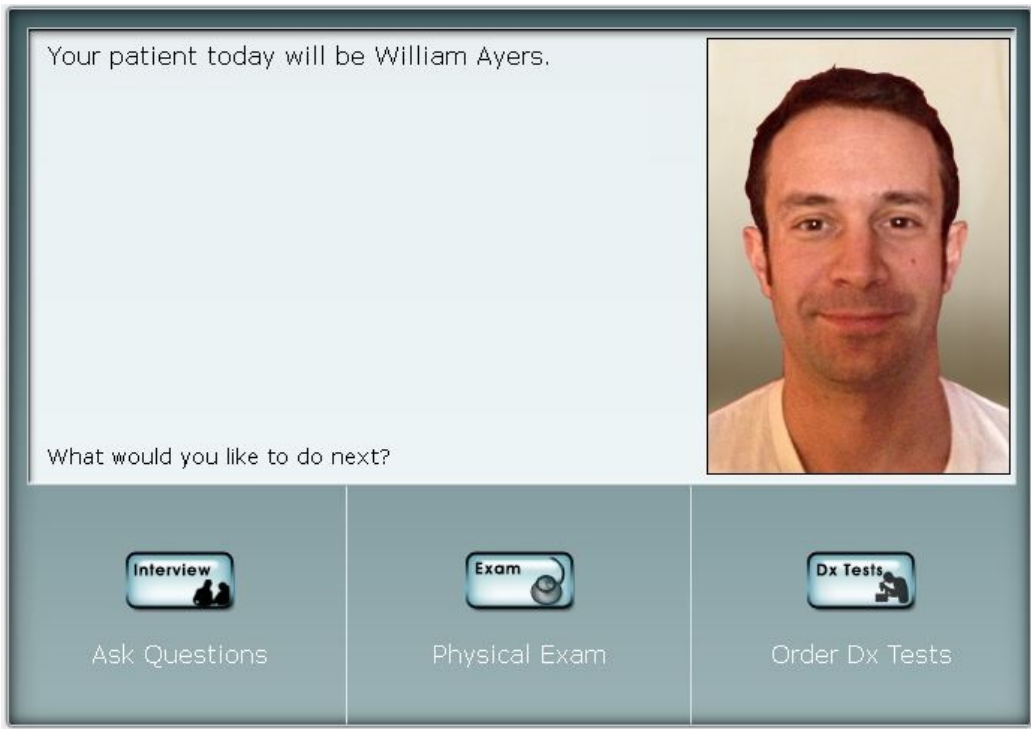 Your patient today will be William Ayers.
What would you like to do next?
Interview
Exam
Dx Tests
Ask Questions
Physical Exam
Order Dx Tests